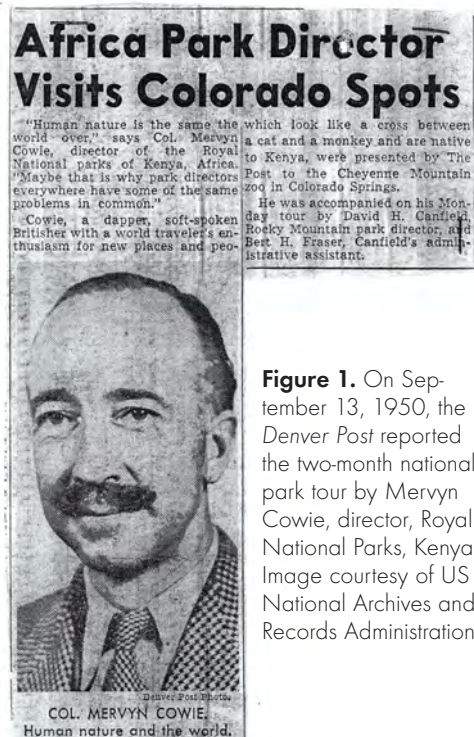 Africa Park Director
Visits Colorado Spots
"Human nature is the same the
world over," says Col. Mervyn
Cowie, director of the Royal
National parks of Kenya, Africa.
"Maybe that is why park directors
everywhere have some of the same
problems in common."
Cowie, a dapper, soft-spoken
Britisher with a world traveler's en-
thusiasm for new places and peo-
which look like a cross between
a cat and a monkey and are native
to Kenya, were presented by The
Post to the Cheyenne Mountain
zoo in Colorado Springs.
He was accompanied on his Mon-
day tour by David H. Canfield,
Rocky Mountain park director, and
Bert H. Fraser, Canfield's admin-
istrative assistant.
Denver Post Photo.
COL. MERVYN COWIE.
Human nature and the world.
Figure 1. On Sep-
tember 13, 1950, the
Denver Post reported
the two-month national
park tour by Mervyn
Cowie, director, Royal
National Parks, Kenya
Image courtesy of US
National Archives and
Records Administration